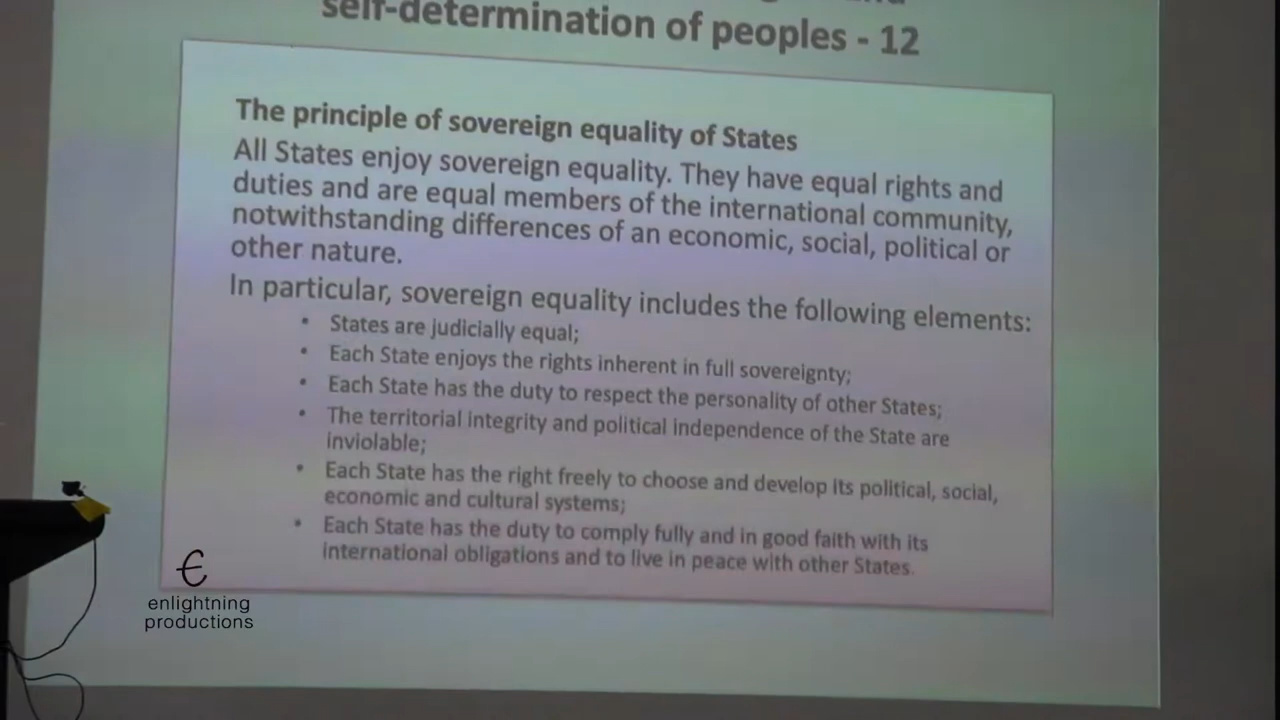 self-determination of peoples - 12
The principle of sovereign equality of States
All States enjoy sovereign equality. They have equal rights and
duties and are equal members of the international community,
notwithstanding differences of an economic, social, political or
other nature.
In particular, sovereign equality includes the following elements:
• States are judicially equal;
• Each State enjoys the rights inherent in full sovereignty;
• Each State has the duty to respect the personality of other States;
• The territorial integrity and political independence of the State are
inviolable;
• Each State has the right freely to choose and develop its political, social,
economic and cultural systems;
• Each State has the duty to comply fully and in good faith with its
international obligations and to live in peace with other States.
enlightning
productions